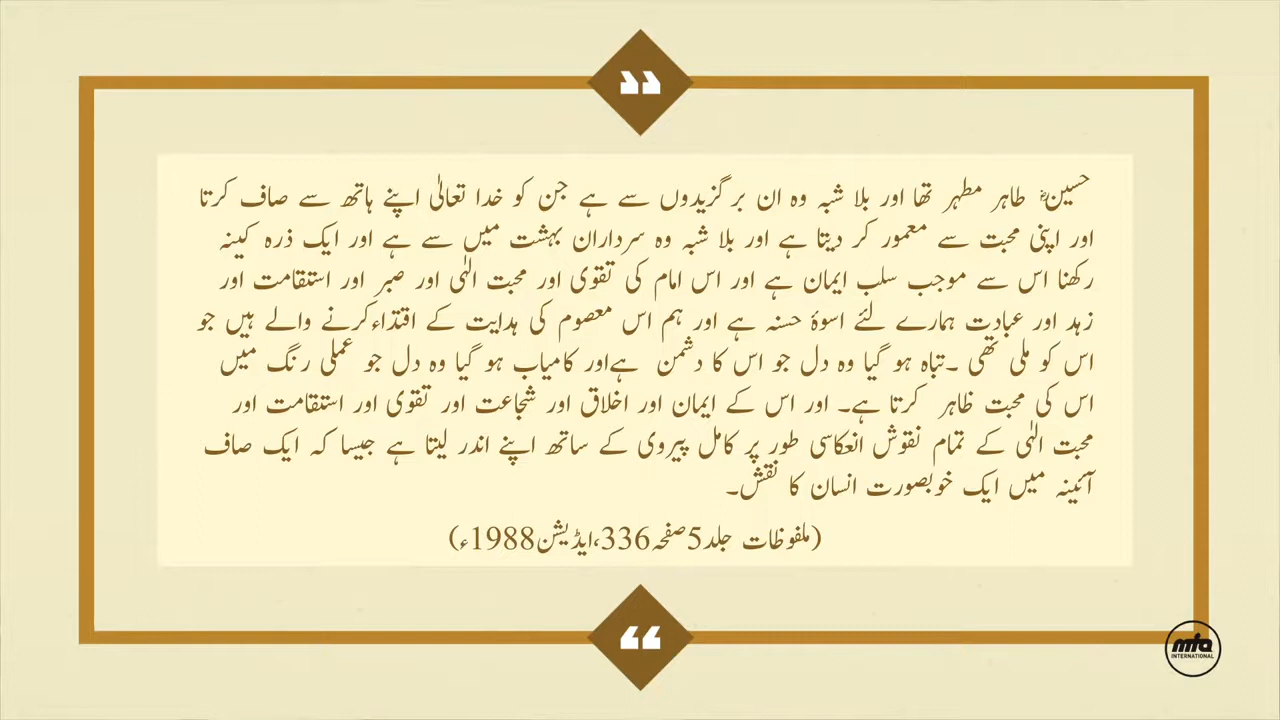 حسینؓ طاہر مطہر تھا اور بلا شبہ وہ ان بر گزیدوں سے ہے جن کو خدا تعالیٰ اپنے ہاتھ سے صاف کرتا
اور اپنی محبت سے معمور کر دیتا ہے اور بلا شبہ وہ سرداران بہشت میں سے ہے اور ایک ذرہ کینہ
رکھنا اس سے موجب سلب ایمان ہے اور اس امام کی تقویٰ اور محبت الٰہی اور صبر اور استقامت اور
زہد اور عبادت ہمارے لئے اسوۂ حسنہ ہے اور ہم اس معصوم کی ہدایت کے اقتداءکرنے والے ہیں جو
اس کو ملی تھی ۔تباہ ہو گیا وہ دل جو اس کا دشمن ہےاور کامیاب ہو گیا وہ دل جو عملی رنگ میں
اس کی محبت ظاہر کرتا ہے۔ اور اس کے ایمان اور اخلاق اور شجاعت اور تقویٰ اور استقامت اور
محبت الٰہی کے تمام نقوش انعکاسی طور پر کامل پیروی کے ساتھ اپنے اندر لیتا ہے جیسا کہ ایک صاف
آئینہ میں ایک خوبصورت انسان کا نقش۔
(ملفوظات جلد5صفحہ336،ایڈیشن1988ء)
mta
INTERNATIONAL